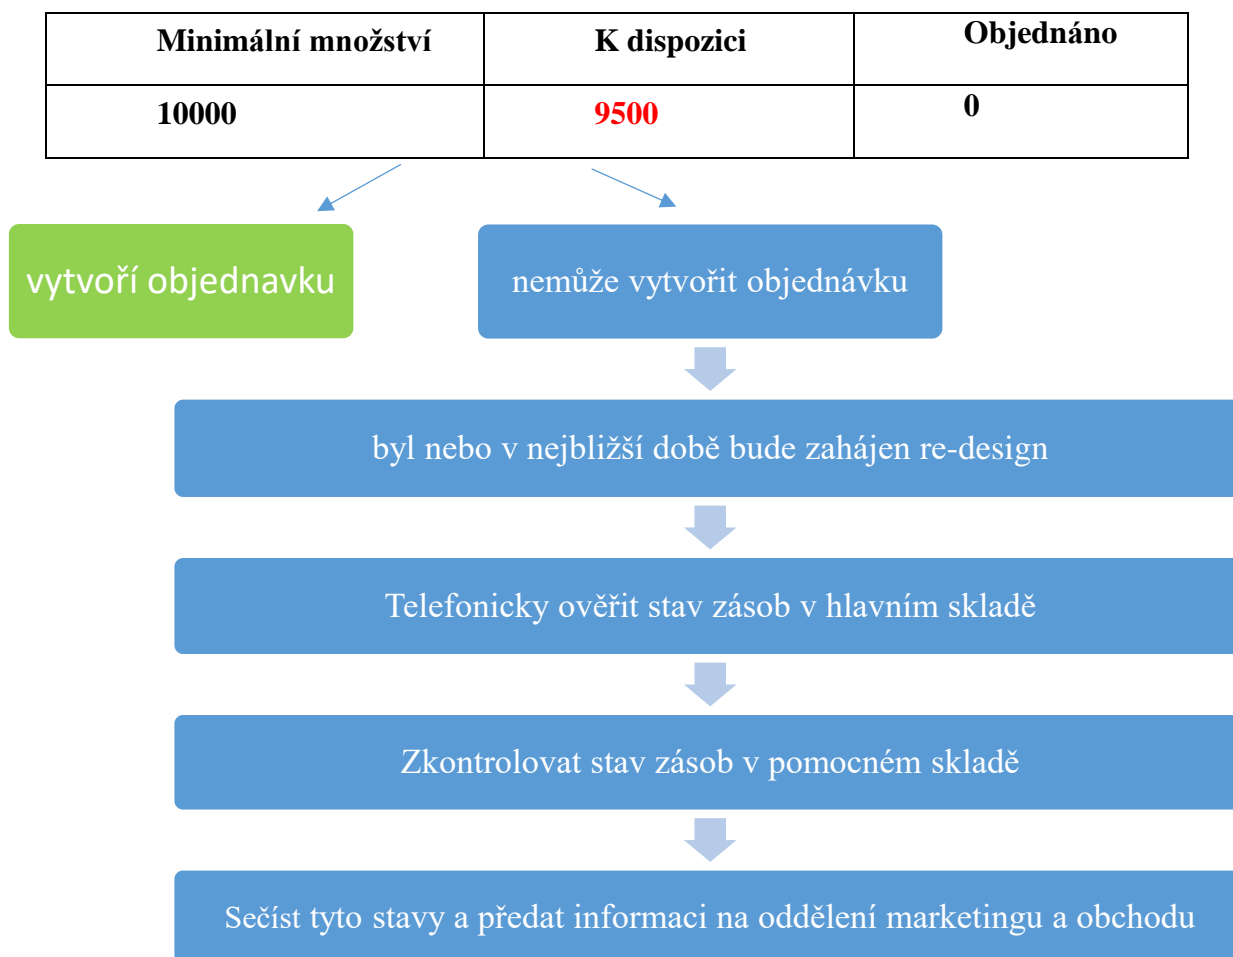 Minimální množství K dispozici Objednáno
10000 9500 0
vytvoří objednavku nemůže vytvořit objednávku
byl nebo v nejbližší době bude zahájen re-design
Telefonicky ověřit stav zásob v hlavním skladě
Zkontrolovat stav zásob v pomocném skladě
Sečíst tyto stavy a předat informaci na oddělení marketingu a obchodu